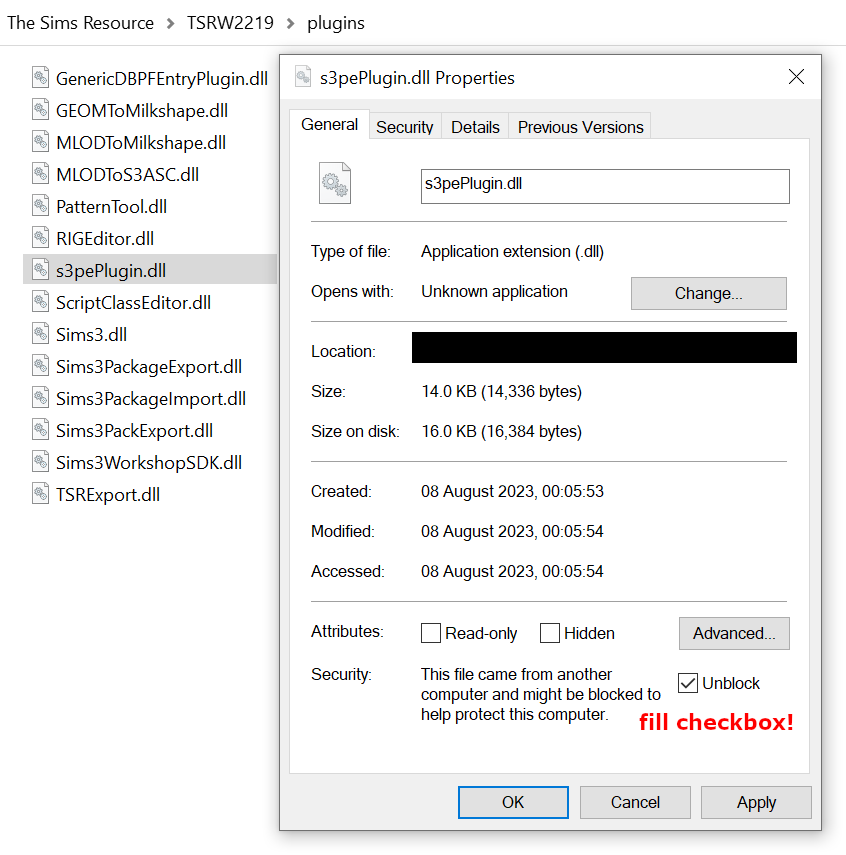 The Sims Resource > TSRW2219 > plugins
GenericDBPFEntryPlugin.dll
GEOMToMilkshape.dll
MLODToMilkshape.dll
MLODToS3ASC.dll
PatternTool.dll
RIGEditor.dll
s3pePlugin.dll
ScriptClassEditor.dll
Sims3.dll
Sims3PackageExport.dll
Sims3PackageImport.dll
Sims3PackExport.dll
Sims3WorkshopSDK.dll
TSRExport.dll
s3pePlugin.dll Properties
General Security Details Previous Versions
s3pePlugin.dll
Type of file: Application extension (.dll)
Opens with: Unknown application Change...
Location:
Size: 14.0 KB (14,336 bytes)
Size on disk: 16.0 KB (16,384 bytes)
Created: 08 August 2023, 00:05:53
Modified: 08 August 2023, 00:05:54
Accessed: 08 August 2023, 00:05:54
Attributes: Read-only Hidden Advanced...
Security: This file came from another
computer and might be blocked to
help protect this computer.
Unblock
fill checkbox!
OK Cancel Apply